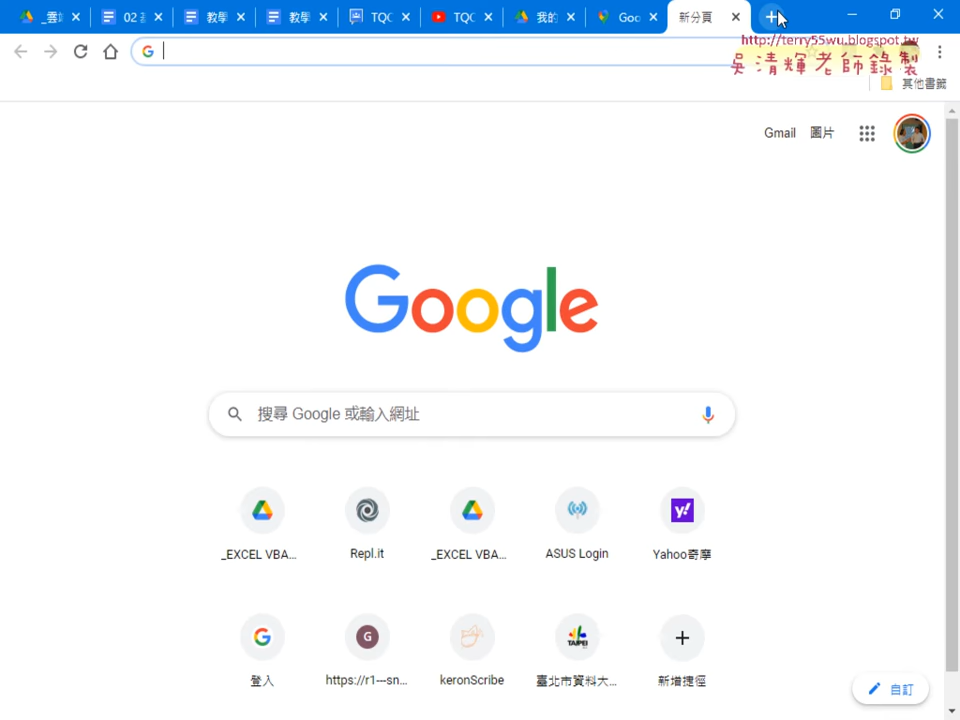 _雲端
02 基
教學
教學
TQC
TQC
我的
Goo
新分頁
http://terry55wu.blogspot.tw
吳清輝老師錄製
其他書籤
Gmail
圖片
Google
搜尋 Google 或輸入網址
_EXCEL VBA...
Repl.it
_EXCEL VBA...
ASUS Login
Yahoo奇摩
登入
https://r1---sn...
keronScribe
臺北市資料大...
新增捷徑
自訂